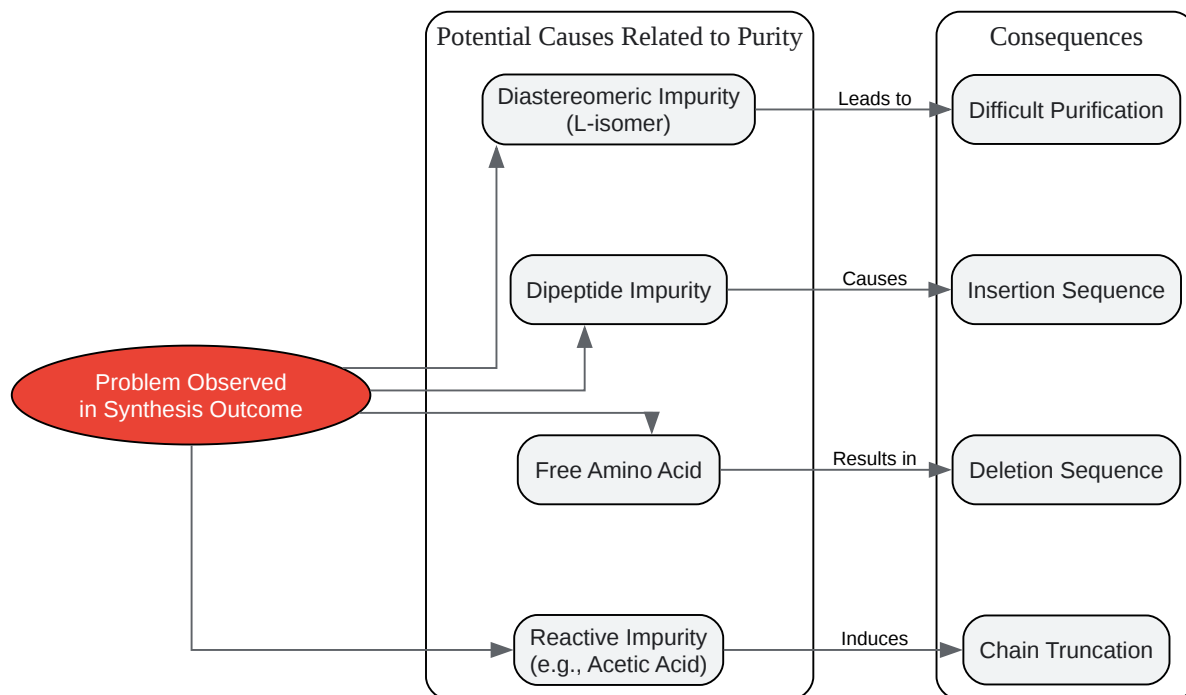 Potential Causes Related to Purity
Consequences
Diastereomeric Impurity
(L-isomer)
Leads to
Difficult Purification
Dipeptide Impurity
Causes
Insertion Sequence
Problem Observed
in Synthesis Outcome
Free Amino Acid
Results in
Deletion Sequence
Reactive Impurity
(e.g., Acetic Acid)
Induces
Chain Truncation